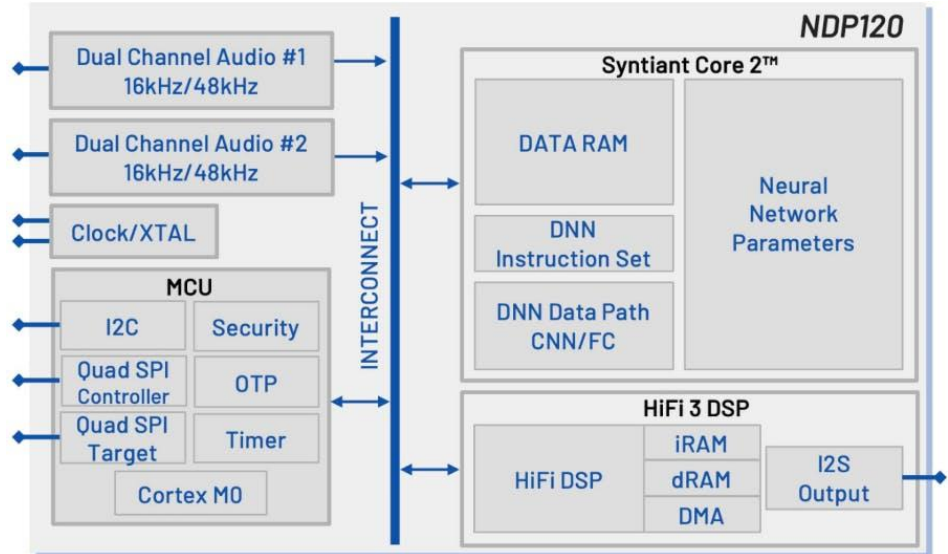 NDP120
Dual Channel Audio #1
16kHz/48kHz
Dual Channel Audio #2
16kHz/48kHz
Clock/XTAL
MCU
I2C
Security
Quad SPI
Controller
OTP
Quad SPI
Target
Timer
Cortex M0
INTERCONNECT
Syntiant Core 2™
DATA RAM
DNN
Instruction Set
DNN Data Path
CNN/FC
Neural
Network
Parameters
HiFi 3 DSP
HiFi DSP
iRAM
dRAM
DMA
I2S
Output